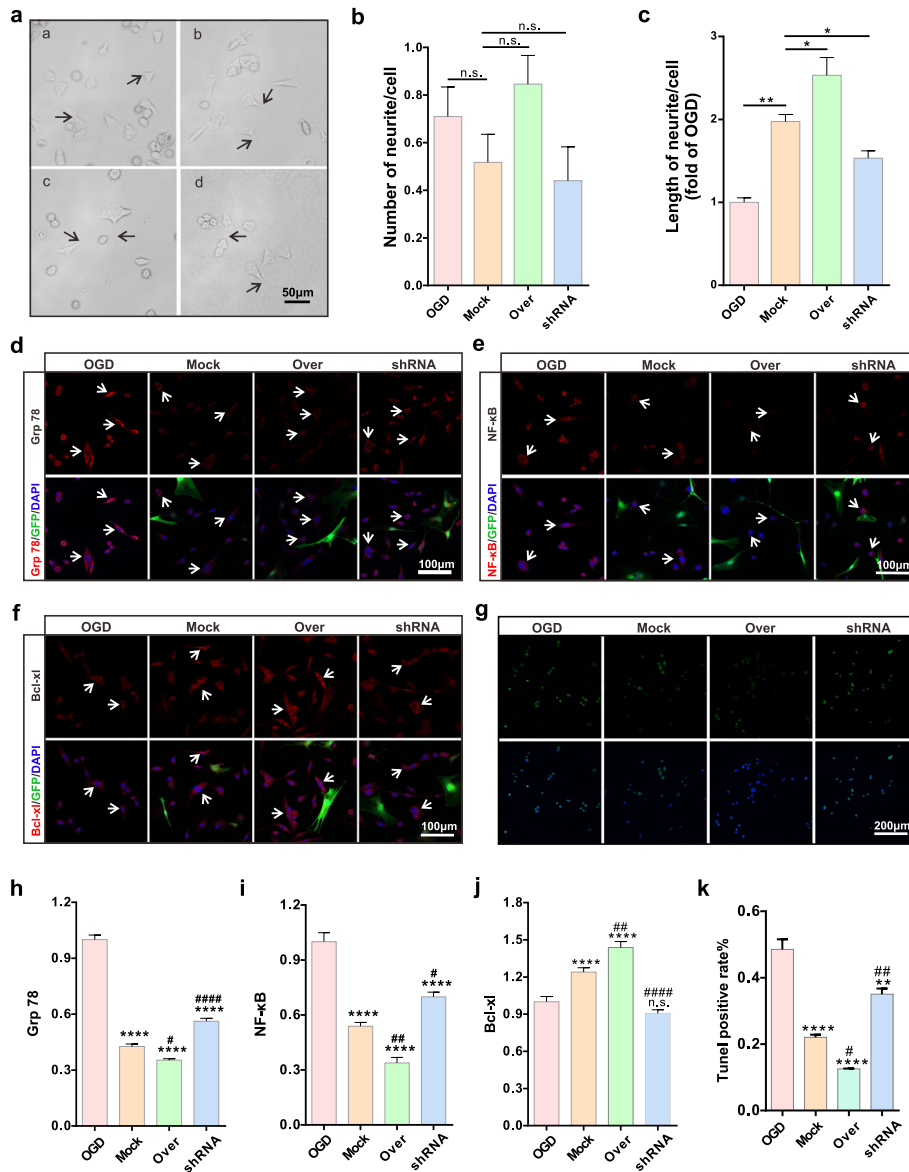 a
a
b
c
d
50μm
b
Number of neurite/cell
1.0
0.8
0.6
0.4
0.2
0.0
n.s.
n.s.
n.s.
OGD
Mock
Over
shRNA
c
Length of neurite/cell
(fold of OGD)
3
2
1
0
*
*
**
OGD
Mock
Over
shRNA
d
OGD Mock Over shRNA
Grp 78
Grp 78/GFP/DAPI
100μm
e
OGD Mock Over shRNA
NF-κB
NF-κB/GFP/DAPI
100μm
f
OGD Mock Over shRNA
Bcl-xl
Bcl-xl/GFP/DAPI
100μm
g
OGD Mock Over shRNA
200μm
h
Grp 78
1.2
0.9
0.6
0.3
0.0
****
#
****
####
****
OGD
Mock
Over
shRNA
i
NF-κB
1.2
0.9
0.6
0.3
0.0
****
##
****
#
****
OGD
Mock
Over
shRNA
j
Bcl-xl
1.8
1.5
1.2
0.9
0.6
0.3
0.0
****
##
****
####
n.s.
OGD
Mock
Over
shRNA
k
Tunel positive rate%
0.6
0.4
0.2
0.0
****
#
****
##
**
OGD
Mock
Over
shRNA